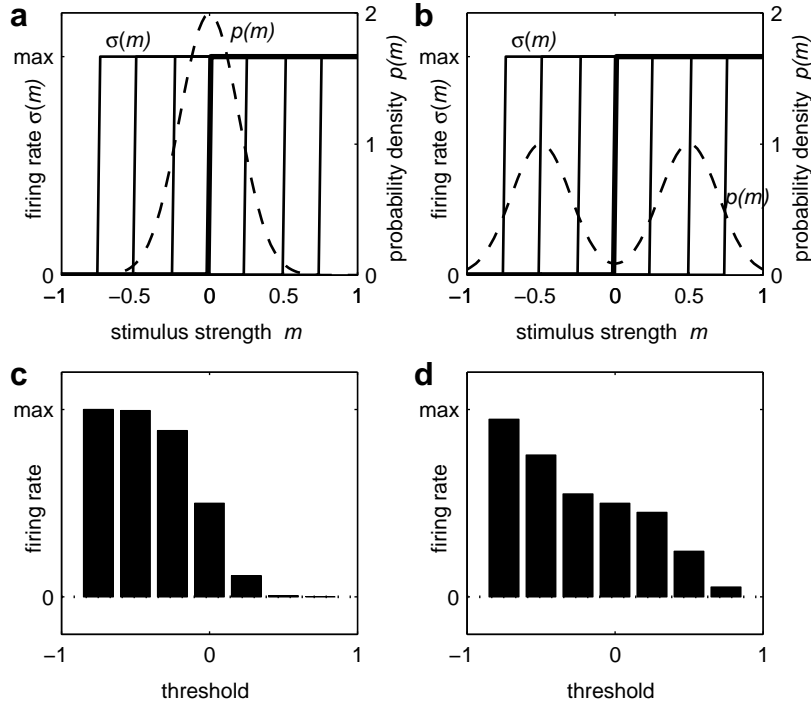 a
σ(m)
p(m)
max
0
firing rate σ(m)
2
1
0
probability density p(m)
−1
−0.5
0
0.5
1
stimulus strength m
b
σ(m)
p(m)
max
0
firing rate σ(m)
2
1
0
probability density p(m)
−1
−0.5
0
0.5
1
stimulus strength m
c
max
0
firing rate
−1
0
1
threshold
d
max
0
firing rate
−1
0
1
threshold